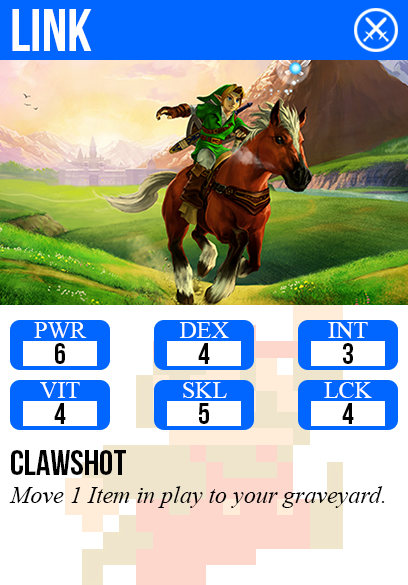 LINK
PWR DEX INT
6 4 3
VIT SKL LCK
4 5 4
CLAWSHOT
Move 1 Item in play to your graveyard.